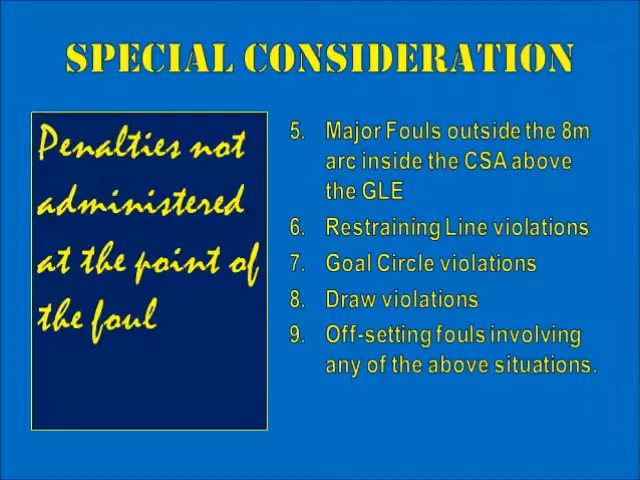 SPECIAL CONSIDERATION
Penalties not
administered
at the point of
the foul
5. Major Fouls outside the 8m
arc inside the CSA above
the GLE
6. Restraining Line violations
7. Goal Circle violations
8. Draw violations
9. Off-setting fouls involving
any of the above situations.